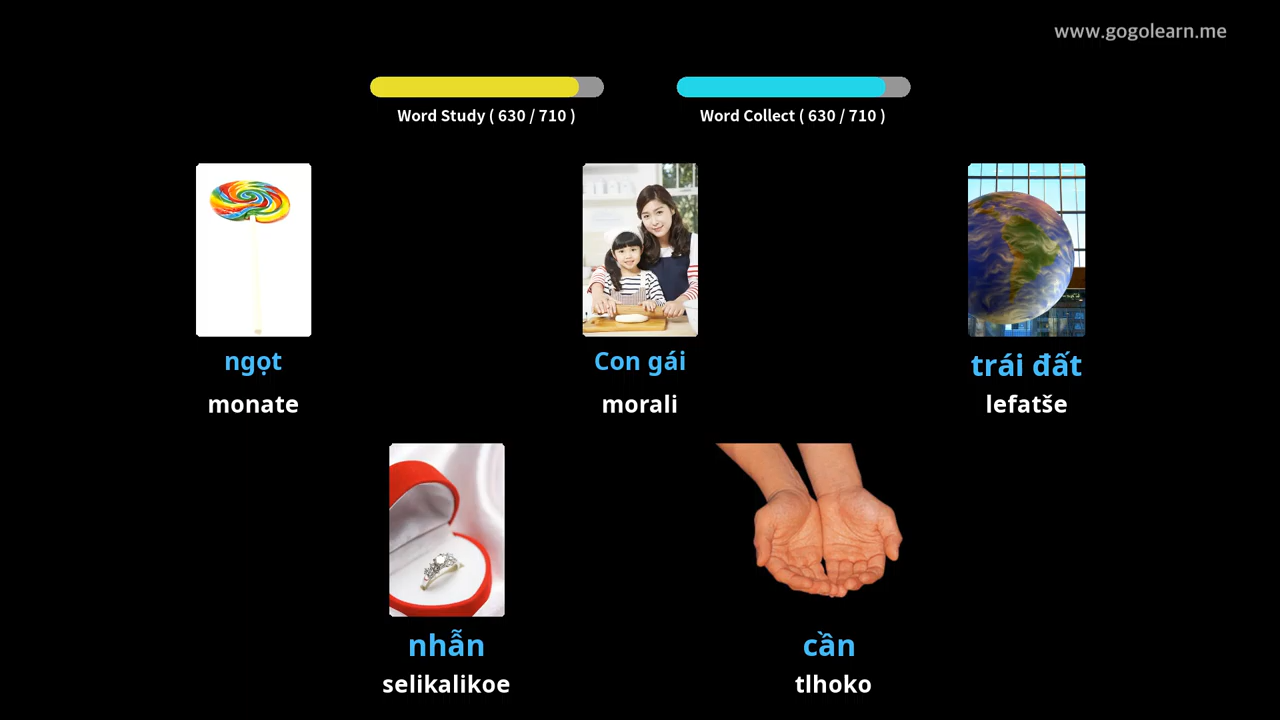 www.gogolearn.me
Word Study ( 630 / 710 )
Word Collect ( 630 / 710 )
ngọt
monate
Con gái
morali
trái đất
lefatše
nhẫn
selikalikoe
cần
tlhoko